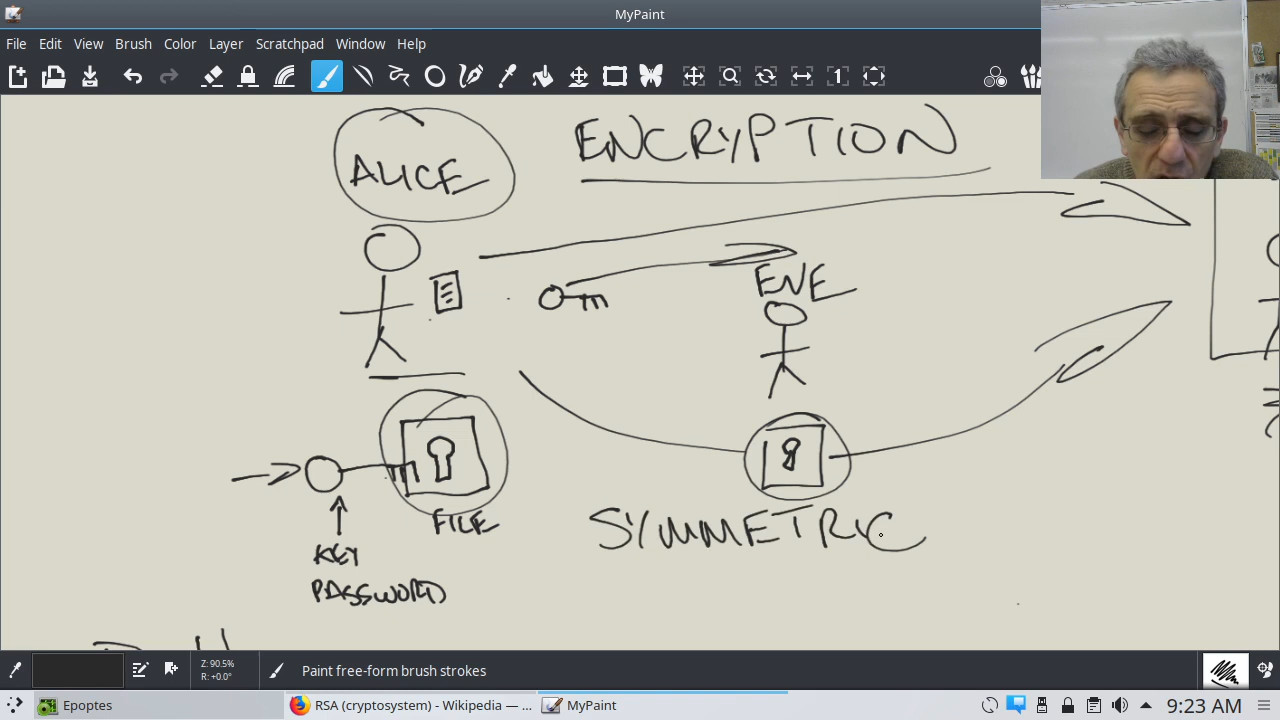 MyPaint
File Edit View Brush Color Layer Scratchpad Window Help
ENCRYPTION
ALICE
EVE
FILE
KEY
PASSWORD
SYMMETRIC
Z: 90.5%
R: +0.0°
Paint free-form brush strokes
Epoptes
RSA (cryptosystem) - Wikipedia — ...
MyPaint
9:23 AM